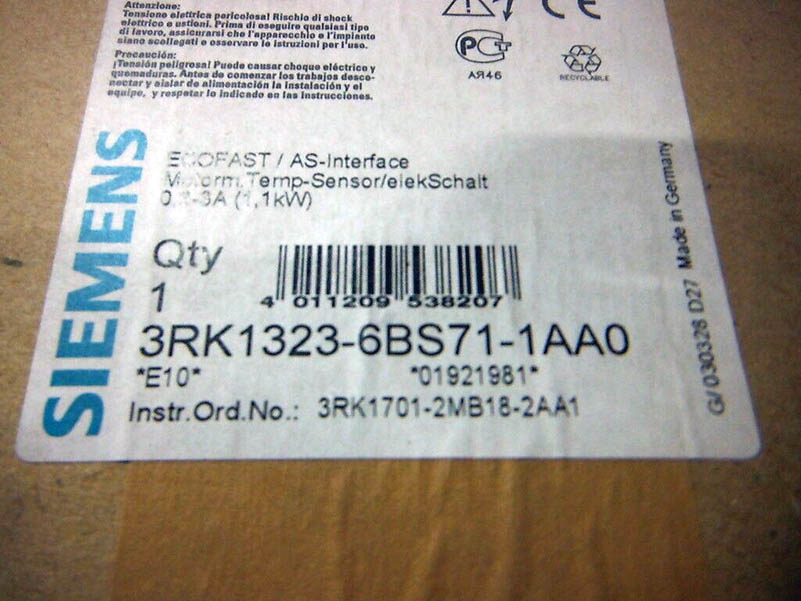 Attenzione:
Tensione elettrica pericolosa! Rischio di shock
elettrico e ustioni. Prima di eseguire qualsiasi tipo
di lavoro, assicurarsi che l'apparecchio e l'impianto
siano scollegati e osservare le istruzioni per l'uso.
Precaución:
¡Tensión peligrosa! Puede causar choque eléctrico y
quemaduras. Antes de comenzar los trabajos desco-
nectar y aislar de alimentación la instalación y el
equipo, y respetar lo indicado en las instrucciones.
CE
PCT
АЯ46
RECYCLABLE
SIEMENS
ECOFAST / AS-Interface
Temp-Sensor/elekSchalt
(1,1kW)
Qty
1
4 011209 538207
3RK1323-6BS71-1AA0
*E10* *01921981*
Instr.Ord.No.: 3RK1701-2MB18-2AA1
G/030328 D27 Made in Germany